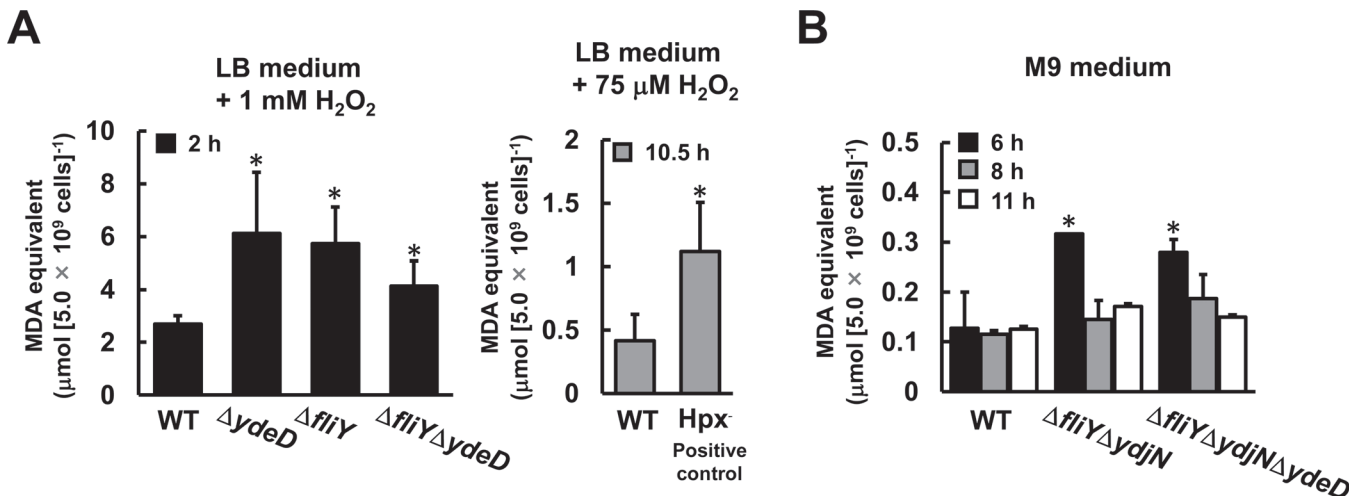 A
LB medium
+ 1 mM H₂O₂
MDA equivalent
(μmol [5.0 × 10⁹ cells]⁻¹)
10
8
6
4
2
0
2 h
*
*
*
WT
ΔydeD
ΔfliY
ΔfliYΔydeD
LB medium
+ 75 μM H₂O₂
MDA equivalent
(μmol [5.0 × 10⁹ cells]⁻¹)
2
1.5
1
0.5
0
10.5 h
*
WT
Hpx⁻
Positive
control
B
M9 medium
MDA equivalent
(μmol [5.0 × 10⁹ cells]⁻¹)
0.5
0.4
0.3
0.2
0.1
0
6 h
8 h
11 h
*
*
WT
ΔfliYΔydjN
ΔfliYΔydjNΔydeD